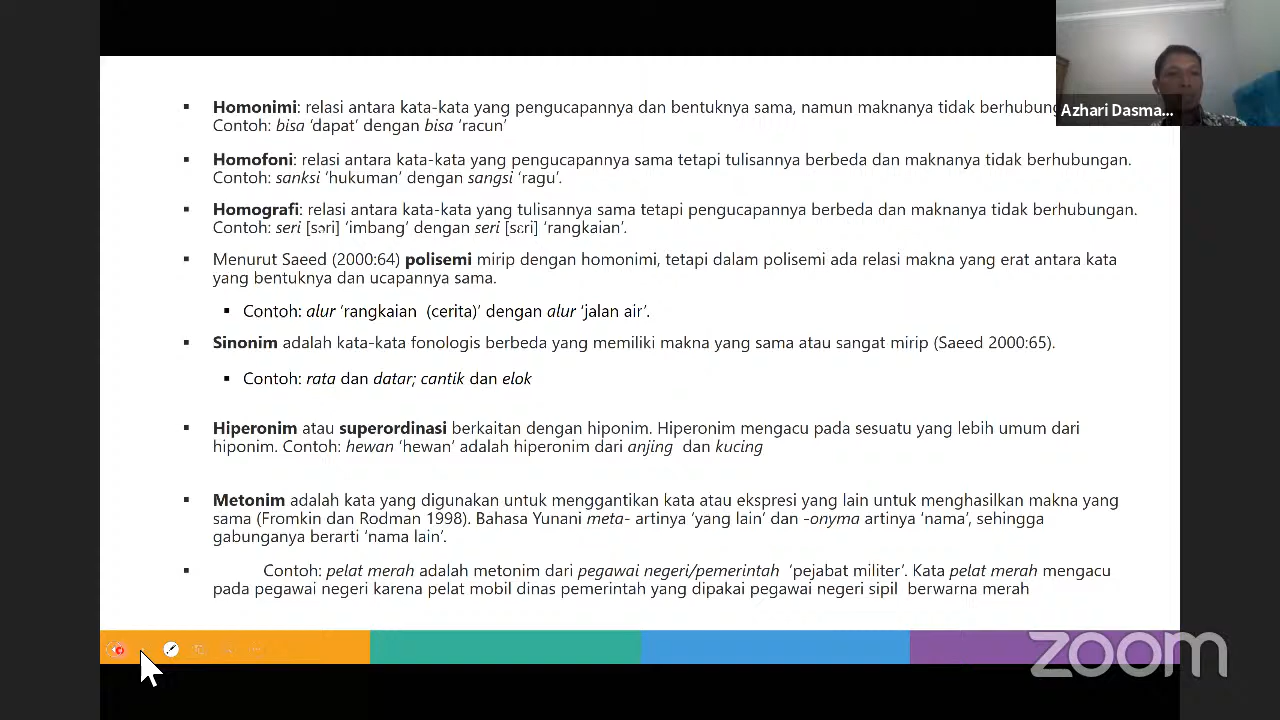 Homonimi: relasi antara kata-kata yang pengucapannya dan bentuknya sama, namun maknanya tidak
Contoh: bisa ‘dapat’ dengan bisa ‘racun’
Homofoni: relasi antara kata-kata yang pengucapannya sama tetapi tulisannya berbeda dan maknanya tidak berhubungan.
Contoh: sanksi ‘hukuman’ dengan sangsi ‘ragu’.
Homografi: relasi antara kata-kata yang tulisannya sama tetapi pengucapannya berbeda dan maknanya tidak berhubungan.
Contoh: seri [səri] ‘imbang’ dengan seri [sɛri] ‘rangkaian’.
Menurut Saeed (2000:64) polisemi mirip dengan homonimi, tetapi dalam polisemi ada relasi makna yang erat antara kata
yang bentuknya dan ucapannya sama.
Contoh: alur ‘rangkaian (cerita)’ dengan alur ‘jalan air’.
Sinonim adalah kata-kata fonologis berbeda yang memiliki makna yang sama atau sangat mirip (Saeed 2000:65).
Contoh: rata dan datar; cantik dan elok
Hiperonim atau superordinasi berkaitan dengan hiponim. Hiperonim mengacu pada sesuatu yang lebih umum dari
hiponim. Contoh: hewan ‘hewan’ adalah hiperonim dari anjing dan kucing
Metonim adalah kata yang digunakan untuk menggantikan kata atau ekspresi yang lain untuk menghasilkan makna yang
sama (Fromkin dan Rodman 1998). Bahasa Yunani meta- artinya ‘yang lain’ dan -onyma artinya ‘nama’, sehingga
gabunganya berarti ‘nama lain’.
Contoh: pelat merah adalah metonim dari pegawai negeri/pemerintah ‘pejabat militer’. Kata pelat merah mengacu
pada pegawai negeri karena pelat mobil dinas pemerintah yang dipakai pegawai negeri sipil berwarna merah
Azhari Dasma...
zoom